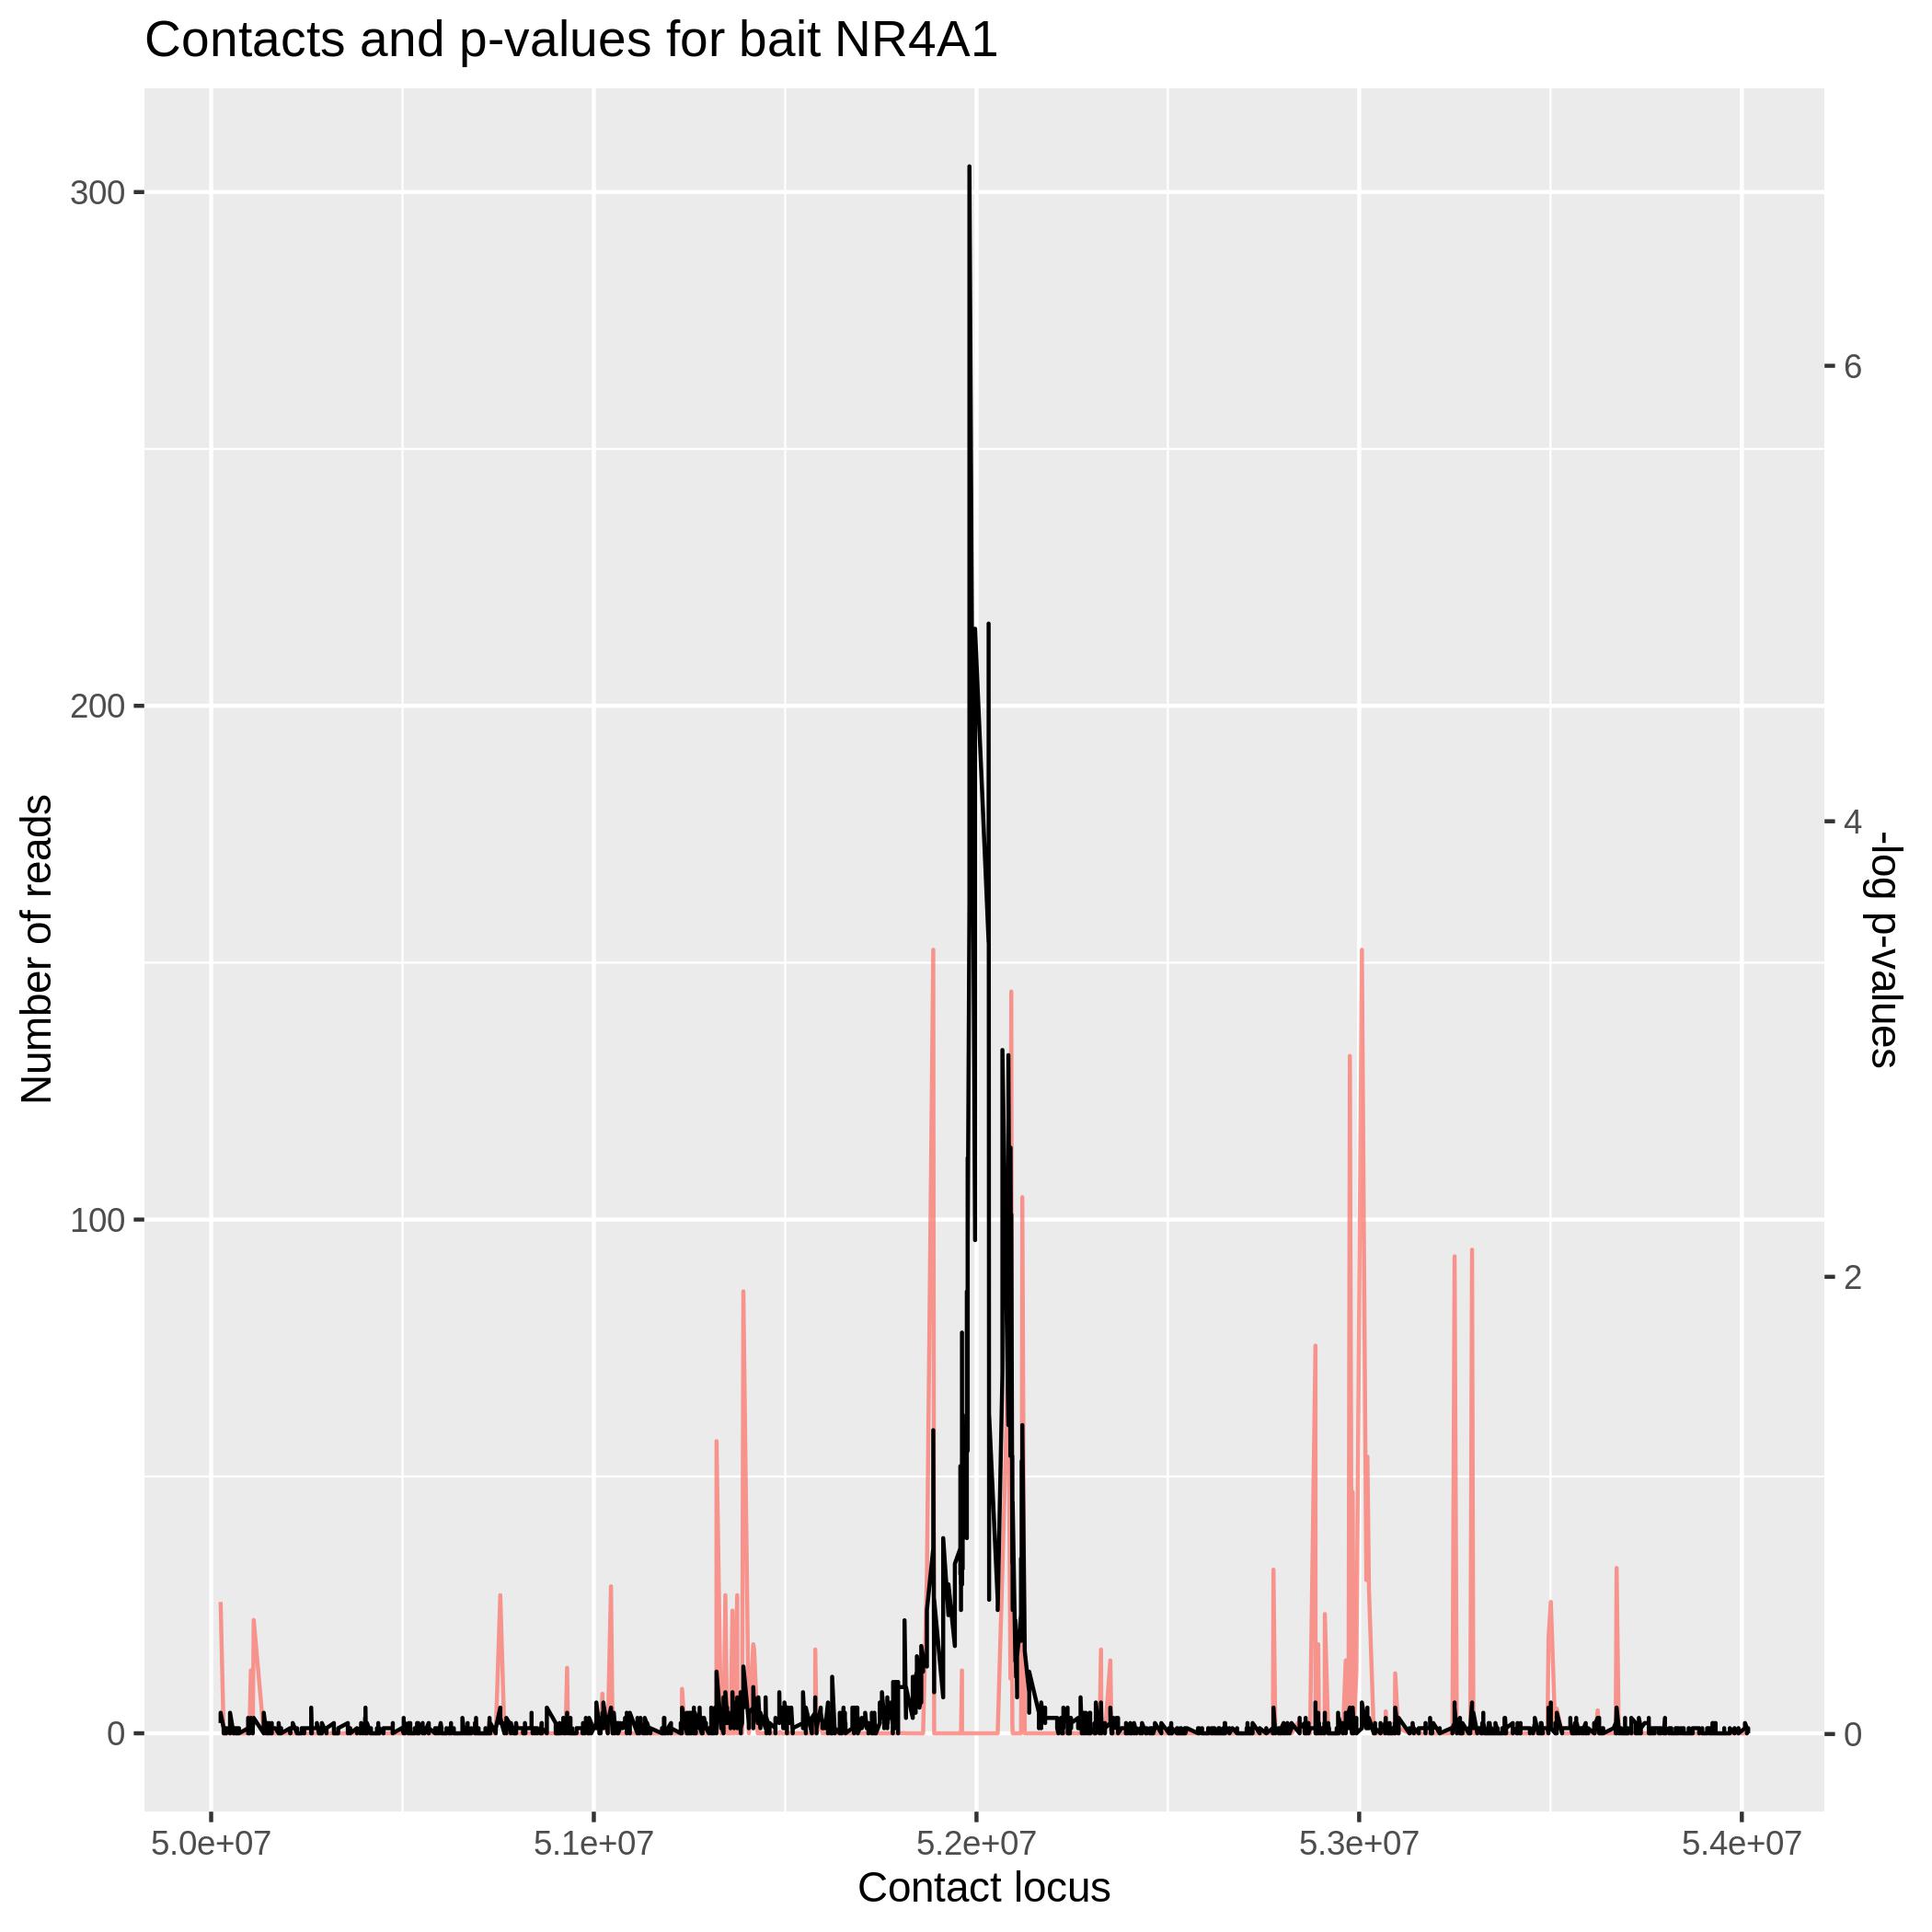 Contacts and p-values for bait NR4A1
300
200
100
0
Number of reads
6
4
2
0
-log p-values
5.0e+07 5.1e+07 5.2e+07 5.3e+07 5.4e+07
Contact locus